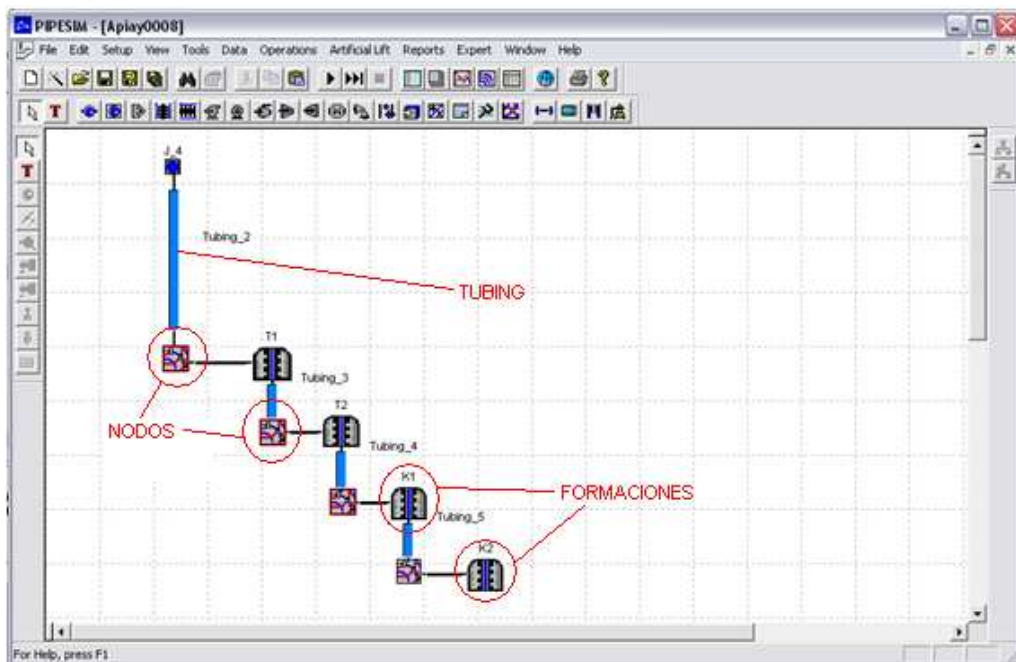 PIPESIM - [Apiay0008]
File Edit Setup View Tools Data Operations Artificial Lift Reports Expert Window Help
T
T
J_4
Tubing_2
TUBING
T1
Tubing_3
T2
NODOS
Tubing_4
K1
FORMACIONES
Tubing_5
K2
For Help, press F1